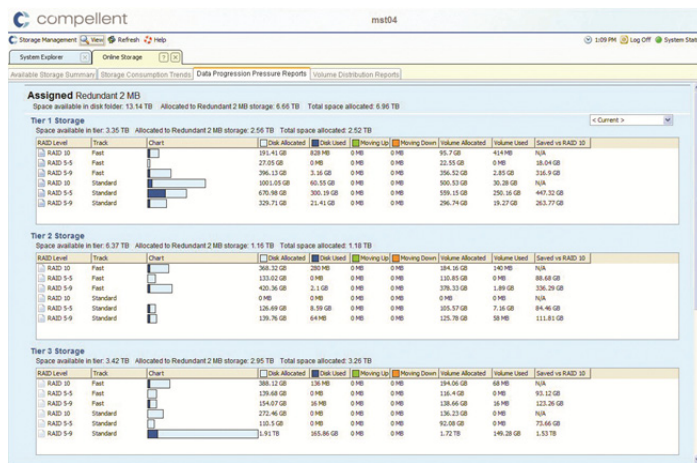 compellent
mst04
Storage Management View Refresh Help 1:09 PM Log Off System Stat
System Explorer Online Storage
Available Storage Summary Storage Consumption Trends Data Progression Pressure Reports Volume Distribution Reports
Assigned Redundant 2 MB
Space available in disk folder: 13.14 TB Allocated to Redundant 2 MB storage: 6.66 TB Total space allocated: 6.96 TB
Tier 1 Storage
< Current >
Space available in tier: 3.35 TB Allocated to Redundant 2 MB storage: 2.56 TB Total space allocated: 2.52 TB
RAID Level Track Chart Disk Allocated Disk Used Moving Up Moving Down Volume Allocated Volume Used Saved vs RAID 10
RAID 10 Fast 191.41 GB 828 MB 0 MB 0 MB 95.7 GB 414 MB N/A
RAID 5-5 Fast 27.05 GB 0 MB 0 MB 0 MB 22.55 GB 0 MB 18.04 GB
RAID 5-9 Fast 396.13 GB 3.16 GB 0 MB 0 MB 356.52 GB 2.85 GB 316.9 GB
RAID 10 Standard 1001.05 GB 60.55 GB 0 MB 0 MB 500.53 GB 30.28 GB N/A
RAID 5-5 Standard 670.98 GB 300.19 GB 0 MB 0 MB 559.15 GB 250.16 GB 447.32 GB
RAID 5-9 Standard 329.71 GB 21.41 GB 0 MB 0 MB 296.74 GB 19.27 GB 263.77 GB
Tier 2 Storage
Space available in tier: 6.37 TB Allocated to Redundant 2 MB storage: 1.16 TB Total space allocated: 1.18 TB
RAID Level Track Chart Disk Allocated Disk Used Moving Up Moving Down Volume Allocated Volume Used Saved vs RAID 10
RAID 10 Fast 368.32 GB 280 MB 0 MB 0 MB 184.16 GB 140 MB N/A
RAID 5-5 Fast 133.02 GB 0 MB 0 MB 0 MB 110.85 GB 0 MB 88.68 GB
RAID 5-9 Fast 420.36 GB 2.1 GB 0 MB 0 MB 378.33 GB 1.89 GB 336.29 GB
RAID 10 Standard 0 MB 0 MB 0 MB 0 MB 0 MB 0 MB N/A
RAID 5-5 Standard 126.69 GB 8.59 GB 0 MB 0 MB 105.57 GB 7.16 GB 84.46 GB
RAID 5-9 Standard 139.76 GB 64 MB 0 MB 0 MB 125.78 GB 58 MB 111.81 GB
Tier 3 Storage
Space available in tier: 3.42 TB Allocated to Redundant 2 MB storage: 2.95 TB Total space allocated: 3.26 TB
RAID Level Track Chart Disk Allocated Disk Used Moving Up Moving Down Volume Allocated Volume Used Saved vs RAID 10
RAID 10 Fast 388.12 GB 136 MB 0 MB 0 MB 194.06 GB 68 MB N/A
RAID 5-5 Fast 139.68 GB 0 MB 0 MB 0 MB 116.4 GB 0 MB 93.12 GB
RAID 5-9 Fast 154.07 GB 16 MB 0 MB 0 MB 138.66 GB 16 MB 123.26 GB
RAID 10 Standard 272.46 GB 0 MB 0 MB 0 MB 136.23 GB 0 MB N/A
RAID 5-5 Standard 110.5 GB 0 MB 0 MB 0 MB 92.08 GB 0 MB 73.66 GB
RAID 5-9 Standard 1.91 TB 165.86 GB 0 MB 0 MB 1.72 TB 149.28 GB 1.53 TB